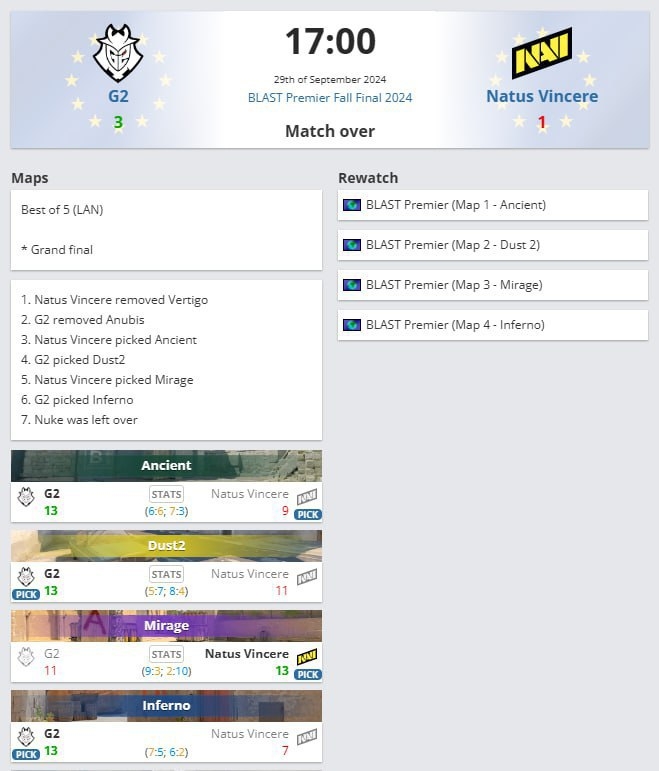 17:00
29th of September 2024
G2
BLAST Premier Fall Final 2024
Natus Vincere
3
Match over
1
Maps
Best of 5 (LAN)
* Grand final
1. Natus Vincere removed Vertigo
2. G2 removed Anubis
3. Natus Vincere picked Ancient
4. G2 picked Dust2
5. Natus Vincere picked Mirage
6. G2 picked Inferno
7. Nuke was left over
Rewatch
BLAST Premier (Map 1 - Ancient)
BLAST Premier (Map 2 - Dust 2)
BLAST Premier (Map 3 - Mirage)
BLAST Premier (Map 4 - Inferno)
Ancient
G2 STATS Natus Vincere
13 (6:6; 7:3) 9 PICK
Dust2
G2 STATS Natus Vincere
PICK 13 (5:7; 8:4) 11
Mirage
G2 STATS Natus Vincere
11 (9:3; 2:10) 13 PICK
Inferno
G2 STATS Natus Vincere
PICK 13 (7:5; 6:2) 7